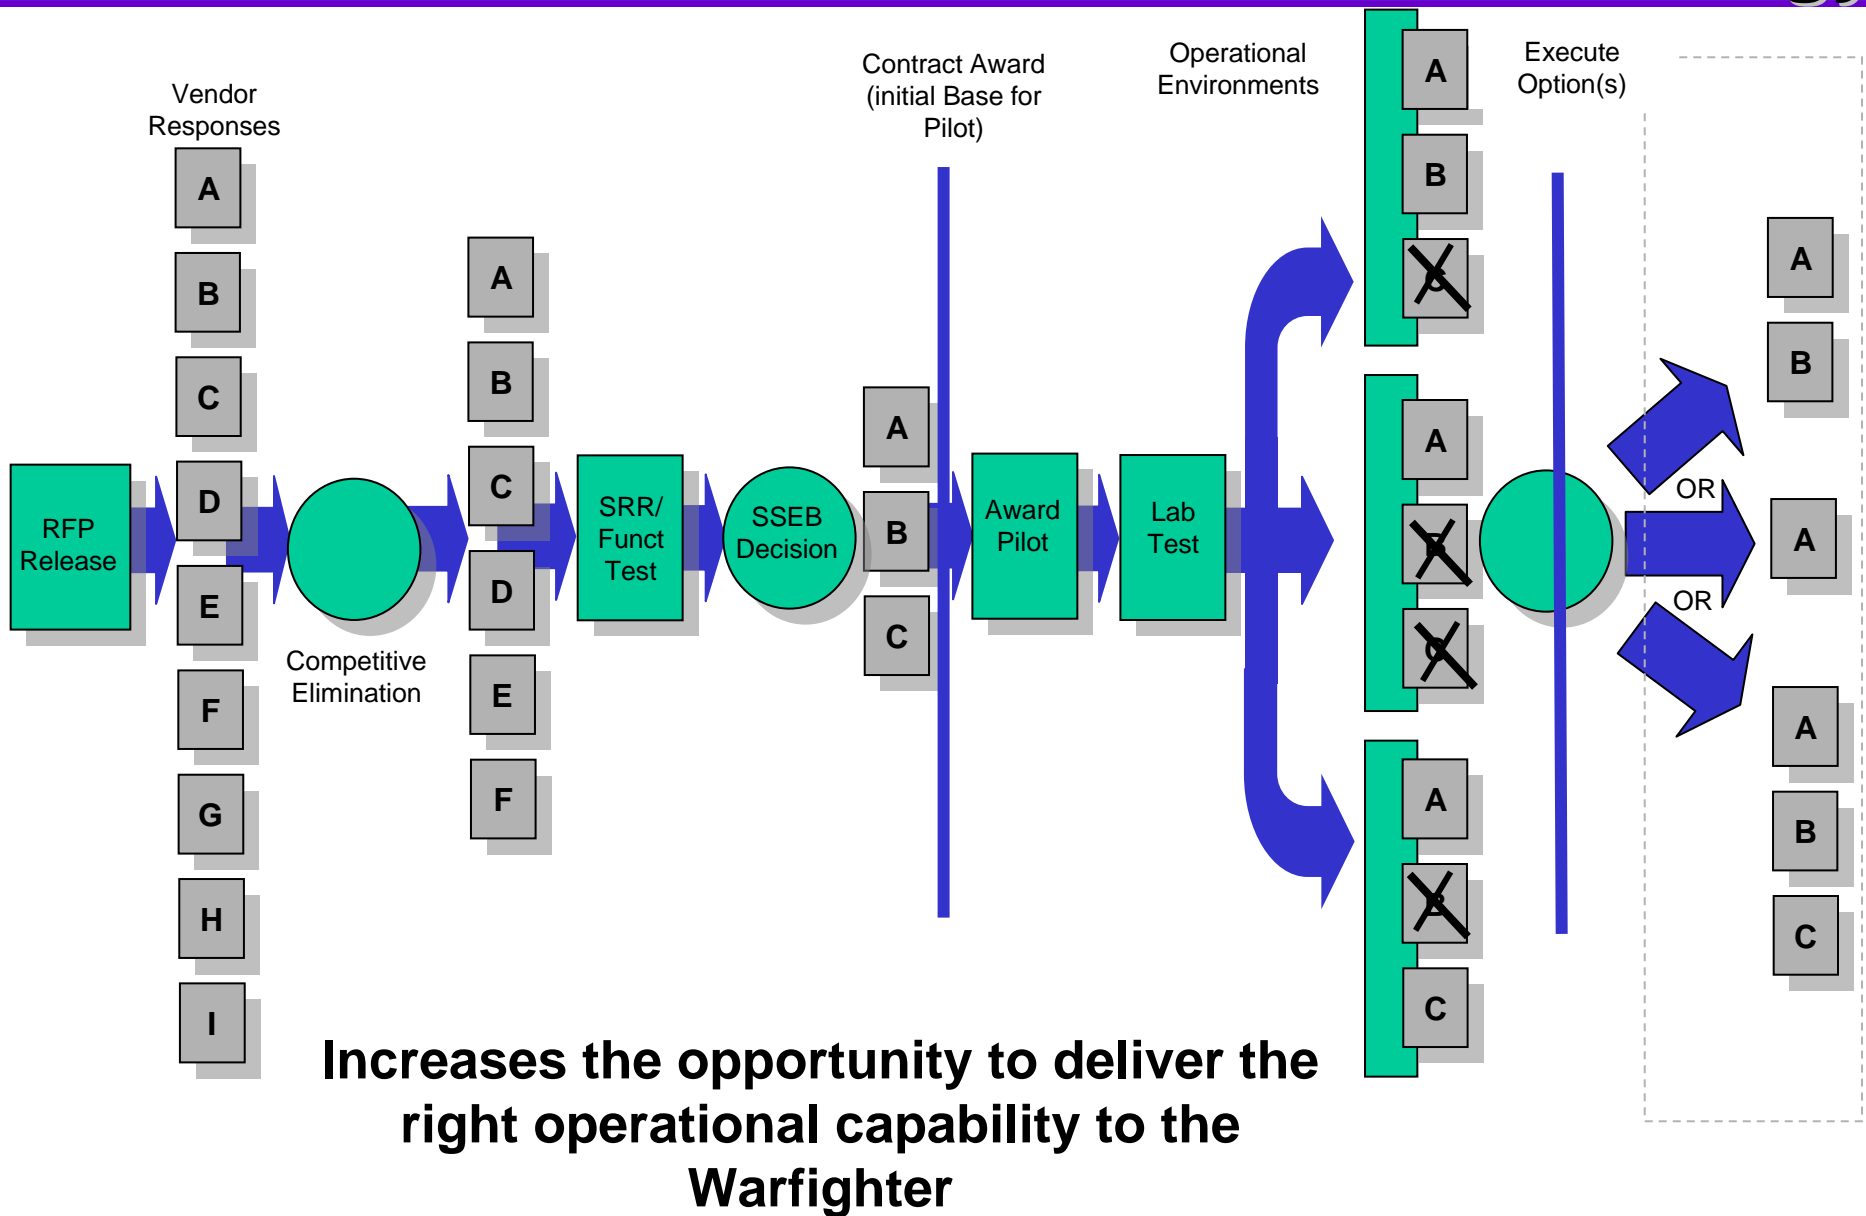 Vendor
Responses
A
B
C
D
E
F
G
H
I
RFP
Release
Competitive
Elimination
A
B
C
D
E
F
SRR/
Funct
Test
SSEB
Decision
Contract Award
(initial Base for
Pilot)
A
B
C
Award
Pilot
Lab
Test
Operational
Environments
A
B
C
A
B
C
A
B
C
Execute
Option(s)
OR
OR
A
B
A
A
B
C
Increases the opportunity to deliver the
right operational capability to the
Warfighter